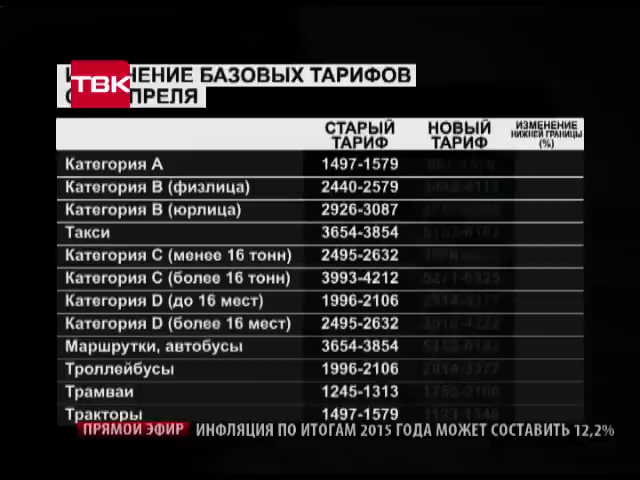 ТВК
НЕНИЕ БАЗОВЫХ ТАРИФОВ
ПРЕЛЯ
СТАРЫЙ ТАРИФ НОВЫЙ ТАРИФ ИЗМЕНЕНИЕ НИЖНЕЙ ГРАНИЦЫ (%)
Категория А 1497-1579
Категория В (физлица) 2440-2579
Категория В (юрлица) 2926-3087
Такси 3654-3854
Категория С (менее 16 тонн) 2495-2632
Категория С (более 16 тонн) 3993-4212
Категория D (до 16 мест) 1996-2106
Категория D (более 16 мест) 2495-2632
Маршрутки, автобусы 3654-3854
Троллейбусы 1996-2106
Трамваи 1245-1313
Тракторы 1497-1579
ПРЯМОЙ ЭФИР ИНФЛЯЦИЯ ПО ИТОГАМ 2015 ГОДА МОЖЕТ СОСТАВИТЬ 12,2%